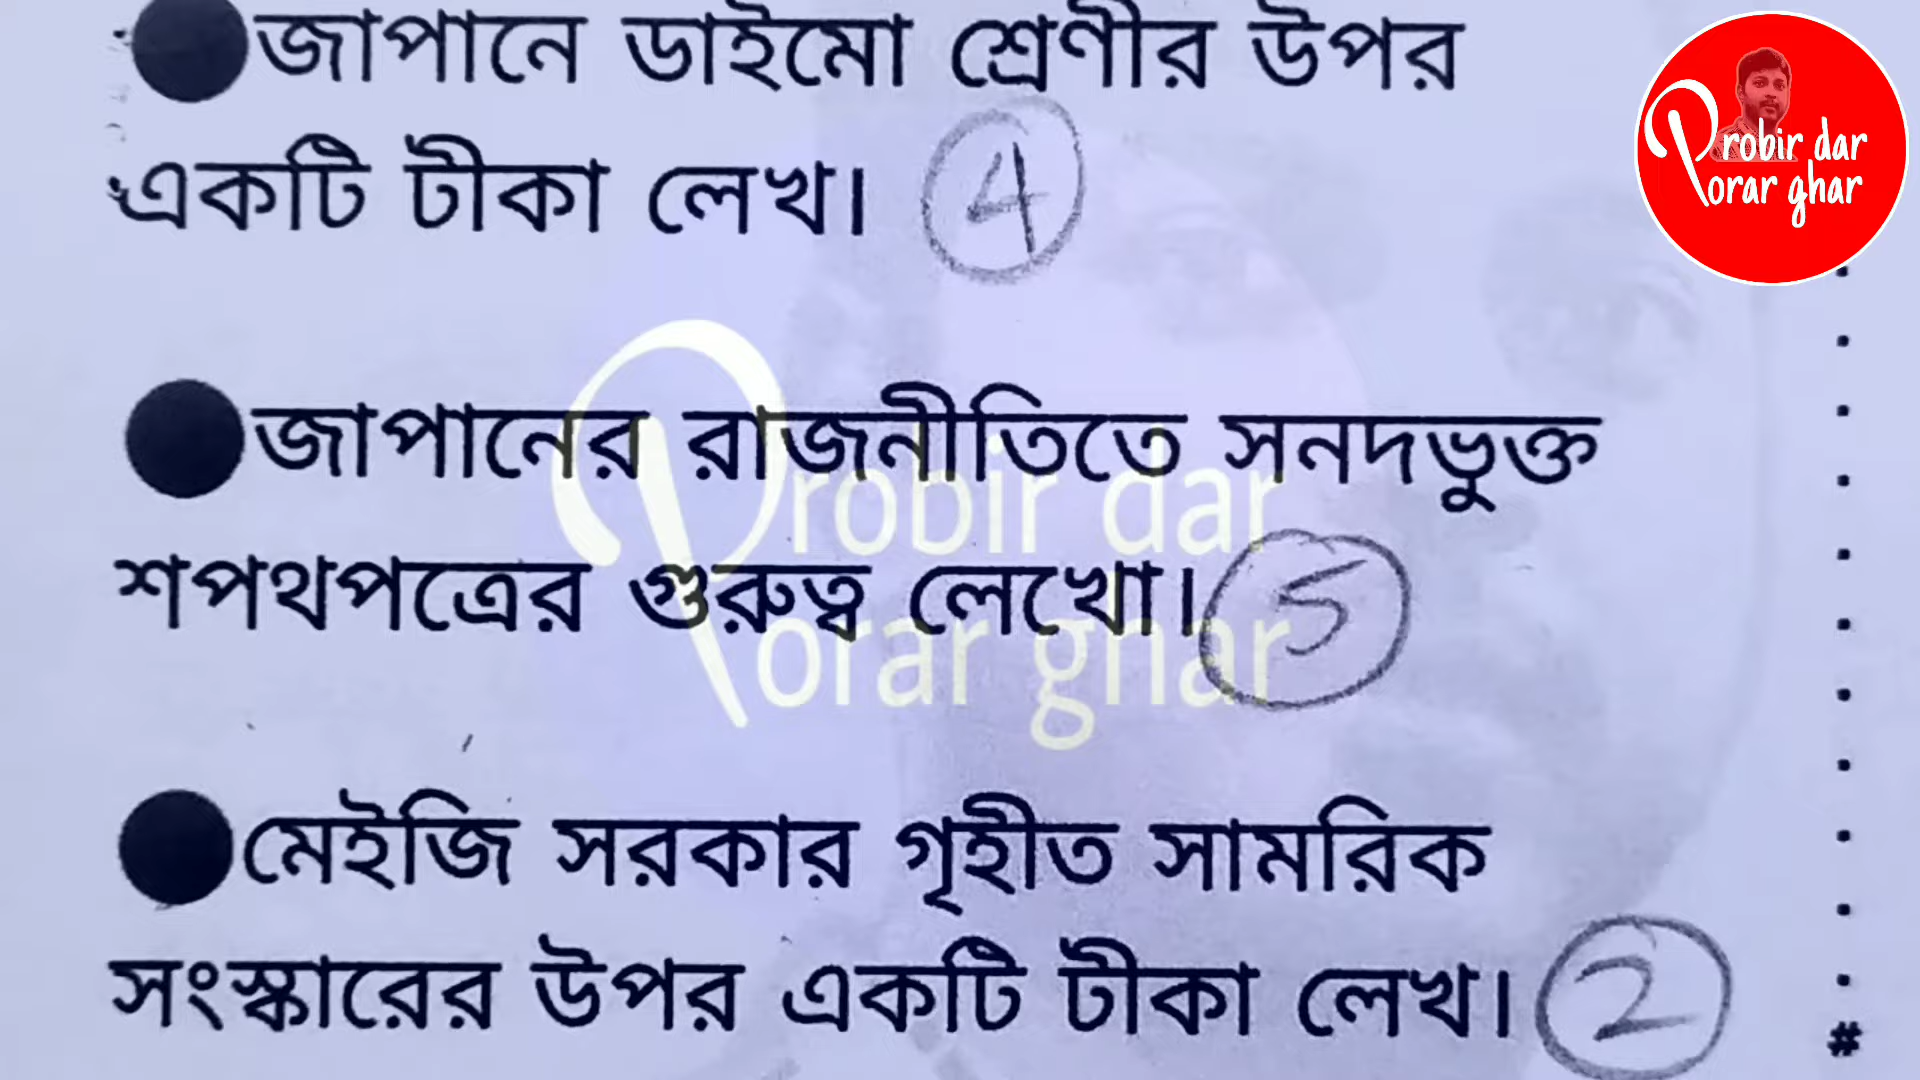 জাপানে ডাইমো শ্রেণীর উপর
একটি টীকা লেখ। 4
জাপানের রাজনীতিতে সনদভুক্ত
শপথপত্রের গুরুত্ব লেখো। 5
মেইজি সরকার গৃহীত সামরিক
সংস্কারের উপর একটি টীকা লেখ। 2
#
Probir dar
Porar ghar
Probir dar
Porar ghar